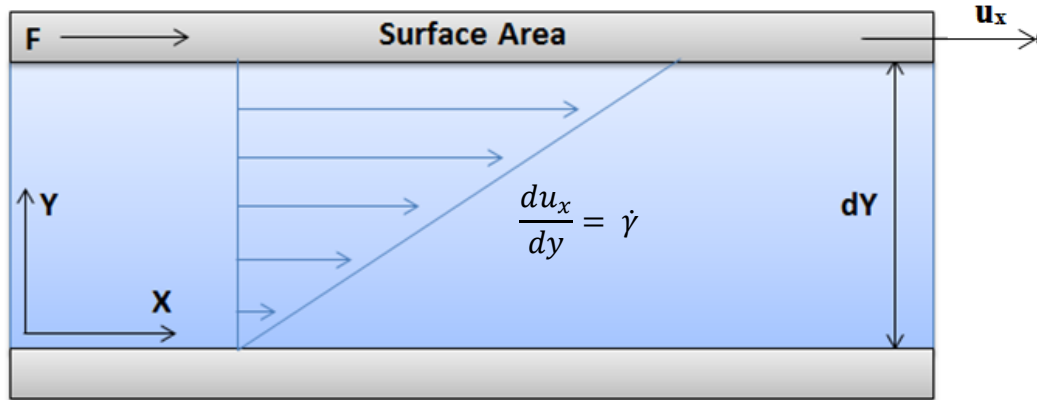 u_x
F Surface Area
Y
X
du_x/dy = γ̇
dY